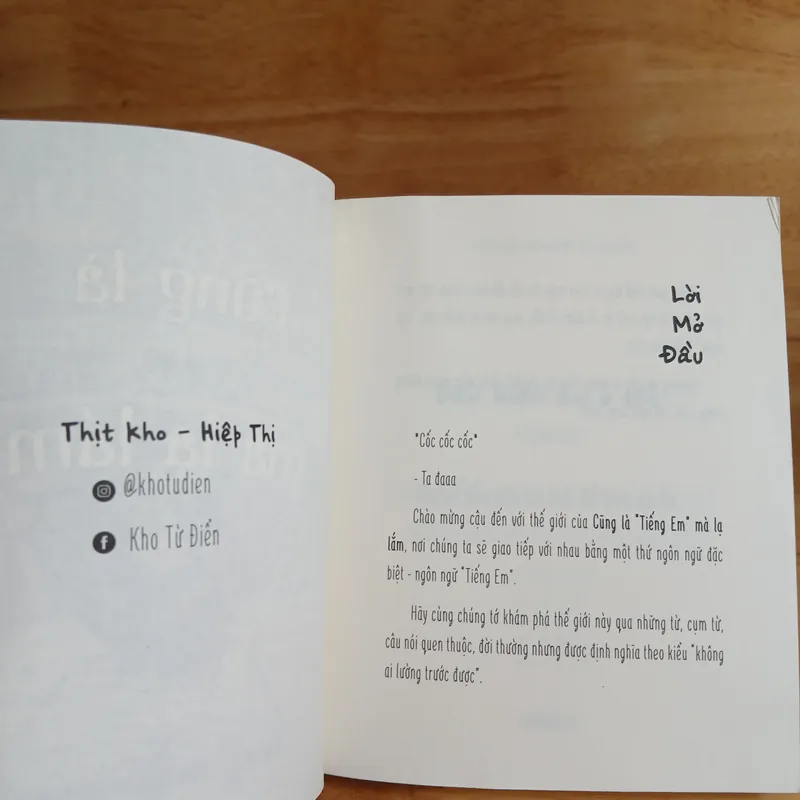 Thịt Kho - Hiệp Thị
@khotudien
Kho Từ Điển
Lời
Mở
Đầu
"Cốc cốc cốc"
- Ta đaaa
Chào mừng cậu đến với thế giới của Cũng là "Tiếng Em" mà lạ
lắm, nơi chúng ta sẽ giao tiếp với nhau bằng một thứ ngôn ngữ đặc
biệt - ngôn ngữ "Tiếng Em".
Hãy cùng chúng tớ khám phá thế giới này qua những từ, cụm từ,
câu nói quen thuộc, đời thường nhưng được định nghĩa theo kiểu "không
ai lường trước được".